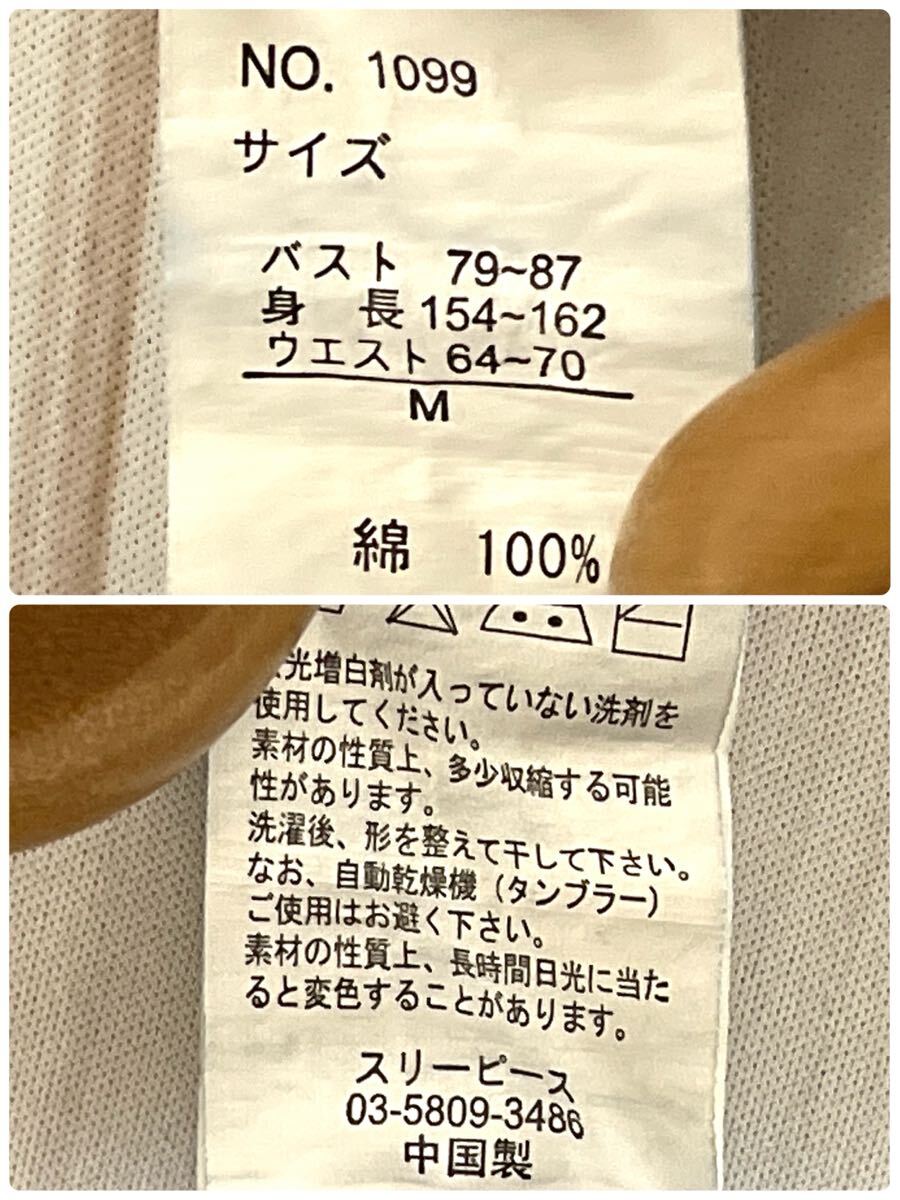 NO. 1099
サイズ
バスト 79~87
身 長 154~162
ウエスト 64~70
M
綿 100%
光増白剤が入っていない洗剤を
使用してください。
素材の性質上、多少収縮する可能
性があります。
洗濯後、形を整えて干して下さい。
なお、自動乾燥機（タンブラー）
ご使用はお避く下さい。
素材の性質上、長時間日光に当た
ると変色することがあります。
スリーピース
03-5809-3486
中国製